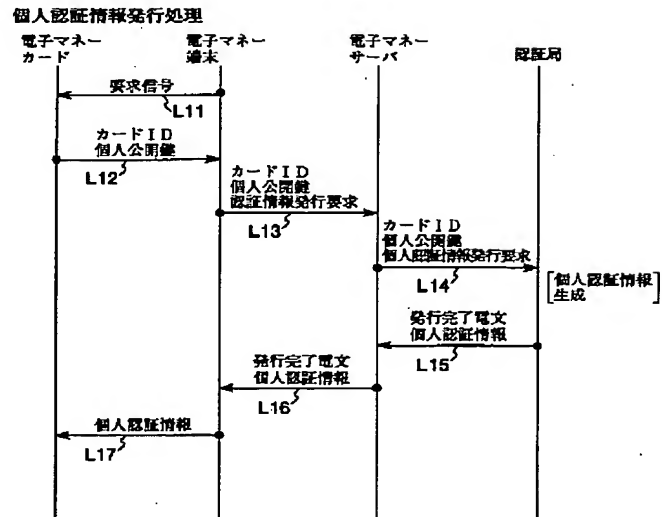 個人認証情報発行処理
電子マネー
カード
電子マネー
端末
電子マネー
サーバ
認証局
要求信号
L11
カードID
個人公開鍵
L12
カードID
個人公開鍵
認証情報発行要求
L13
カードID
個人公開鍵
個人認証情報発行要求
L14
個人認証情報
生成
発行完了電文
個人認証情報
L15
発行完了電文
個人認証情報
L16
個人認証情報
L17